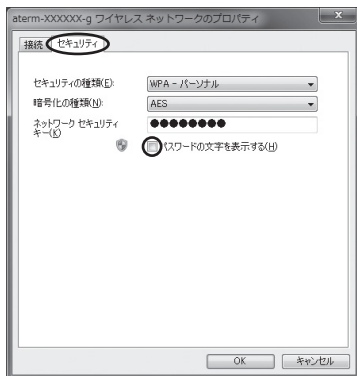 aterm-XXXXXX-g ワイヤレス ネットワークのプロパティ
接続 セキュリティ
セキュリティの種類(E): WPA - パーソナル
暗号化の種類(N): AES
ネットワーク セキュリティ キー(K) ●●●●●●●●
パスワードの文字を表示する(H)
OK キャンセル